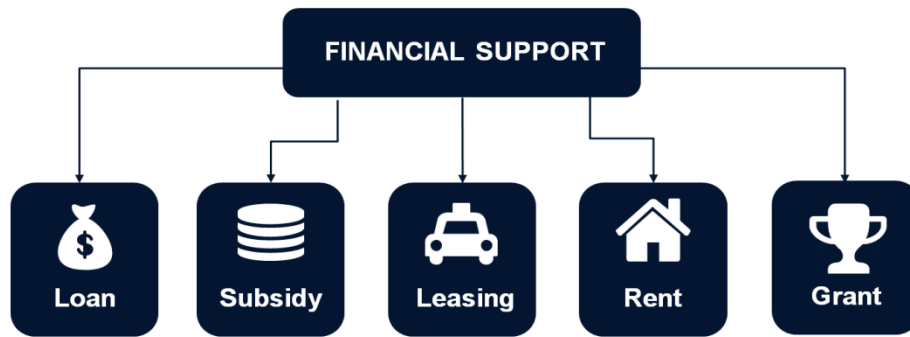 FINANCIAL SUPPORT
$
Loan
Subsidy
Leasing
Rent
Grant